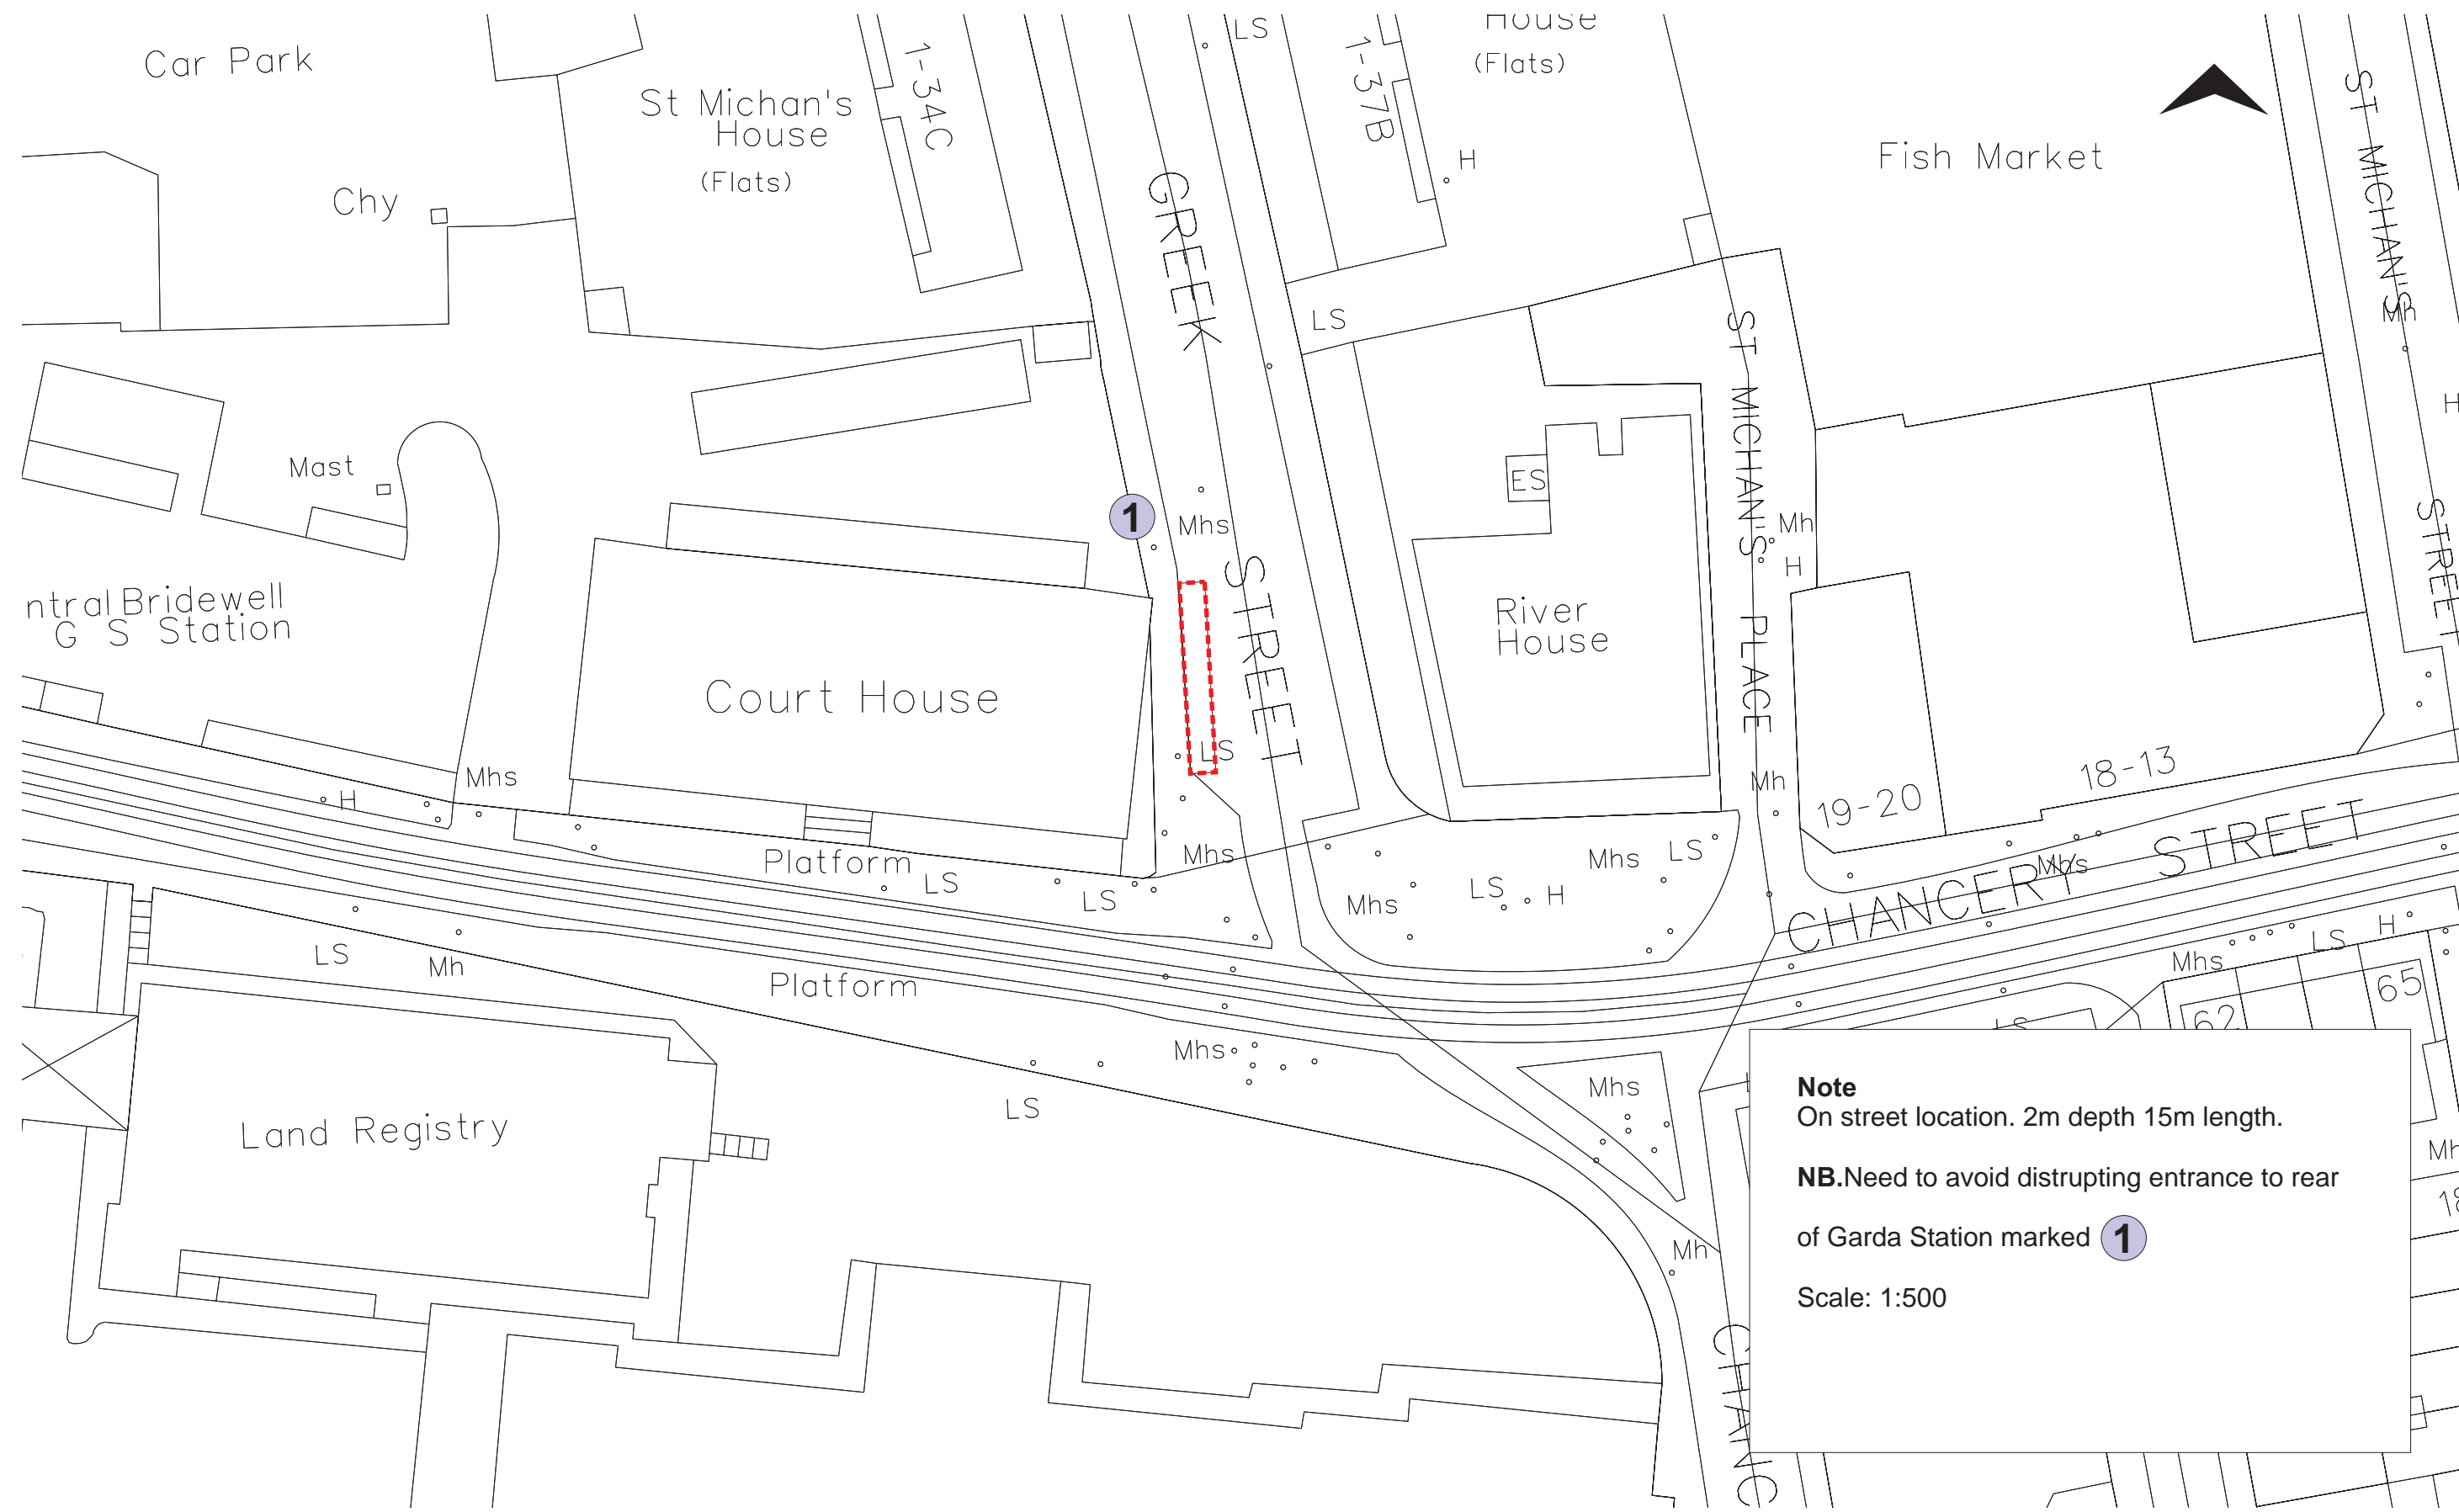 Car Park
St Michan's
House
(Flats)
1-34C
LS
1-37B
House
(Flats)
H
Fish Market
ST MICHAN'S
Mh
STREET
H
Chy
GREEK
STREET
LS
ST MICHAN'S PLACE
Mast
1
Mhs
ES
Mh
H
ntral Bridewell
G S Station
River
House
Court House
LS
Mhs
H
Mh
19-20
18-13
Platform
LS
LS
Mhs
Mhs
LS
H
Mhs
LS
CHANCERY STREET
Mhs
LS
Mh
Platform
Mhs
LS
H
62
65
LS
Mhs
LS
Mhs
Land Registry
Mh
CHANC
Note
On street location. 2m depth 15m length.
NB.Need to avoid distrupting entrance to rear
of Garda Station marked 1
Scale: 1:500